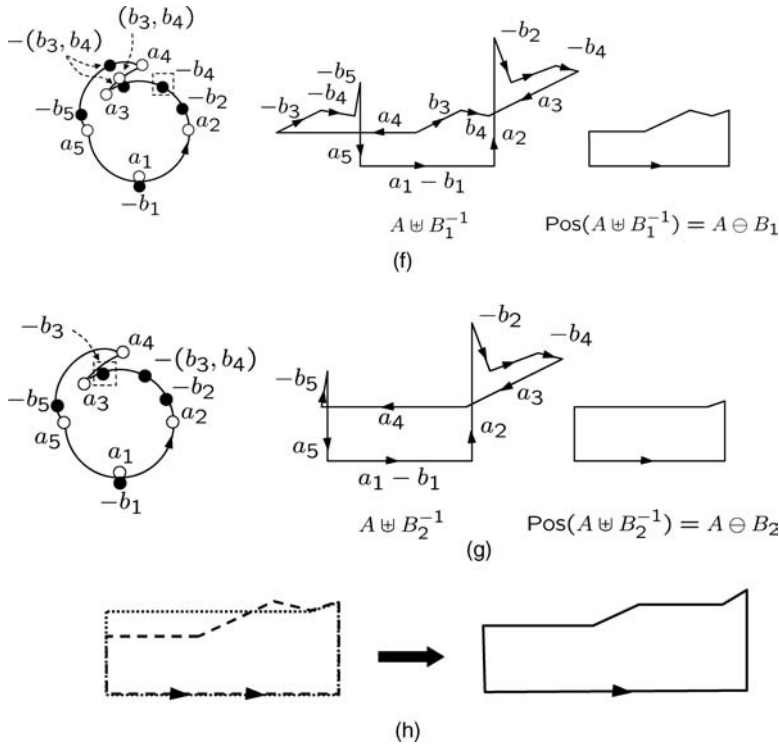 (b₃, b₄)
−(b₃, b₄)
a₄
−b₄
−b₂
a₃
−b₅
a₂
a₅
a₁
−b₁
−b₂
−b₄
−b₅
−b₄
−b₃
b₃
a₃
a₄
b₄
a₂
a₅
a₁ − b₁
A ⊎ B₁⁻¹
Pos(A ⊎ B₁⁻¹) = A ⊖ B₁
(f)
−b₃
a₄
−(b₃, b₄)
−b₂
a₃
−b₅
a₂
a₅
a₁
−b₁
−b₂
−b₄
−b₅
a₃
a₄
a₂
a₅
a₁ − b₁
A ⊎ B₂⁻¹
Pos(A ⊎ B₂⁻¹) = A ⊖ B₂
(g)
(h)